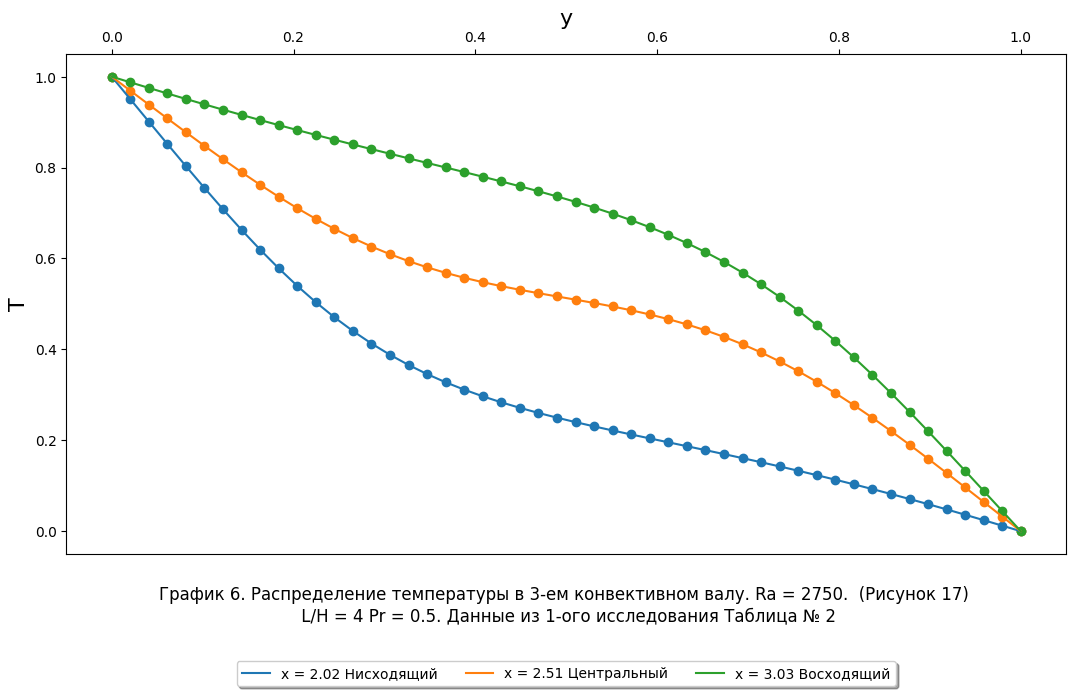 y
0.0 0.2 0.4 0.6 0.8 1.0
1.0
0.8
0.6
T
0.4
0.2
0.0
График 6. Распределение температуры в 3-ем конвективном валу. Ra = 2750. (Рисунок 17)
L/H = 4 Pr = 0.5. Данные из 1-ого исследования Таблица № 2
x = 2.02 Нисходящий x = 2.51 Центральный x = 3.03 Восходящий